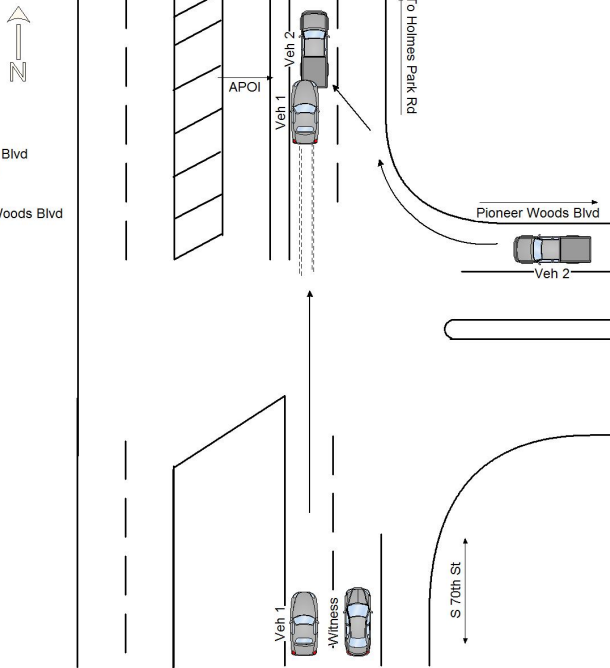 N
Blvd
Woods Blvd
APOI
Veh 2
Veh 1
To Holmes Park Rd
Pioneer Woods Blvd
Veh 2
S 70th St
Veh 1
Witness